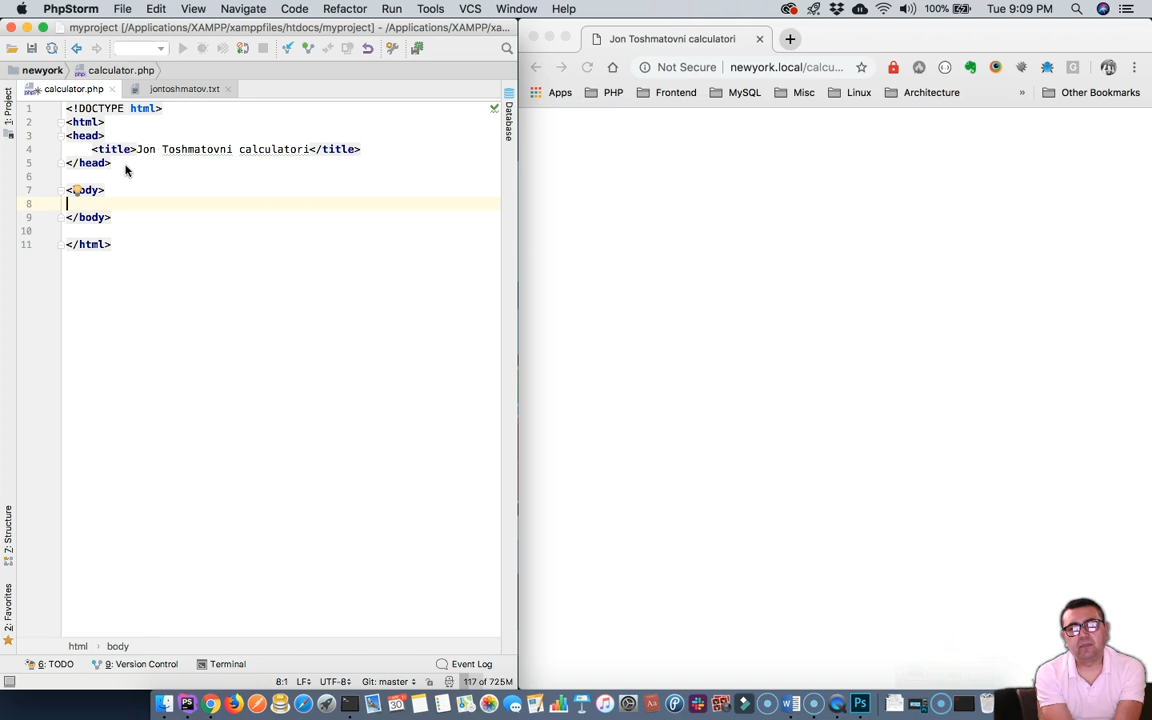 PhpStorm File Edit View Navigate Code Refactor Run Tools VCS Window Help 100% Tue 9:09 PM
myproject [/Applications/XAMPP/xamppfiles/htdocs/myproject] - /Applications/XAMPP/xa...
newyork calculator.php
calculator.php jontoshmatov.txt
1: Project
Database
Z: Structure
2: Favorites
1 <!DOCTYPE html>
2 <html>
3 <head>
4 <title>Jon Toshmatovni calculatori</title>
5 </head>
6
7 <body>
8
9 </body>
10
11 </html>
html body
6: TODO 9: Version Control Terminal Event Log
8:1 LF UTF-8 Git: master 117 of 725M
Jon Toshmatovni calculatori
Not Secure newyork.local/calcu...
Apps PHP Frontend MySQL Misc Linux Architecture » Other Bookmarks